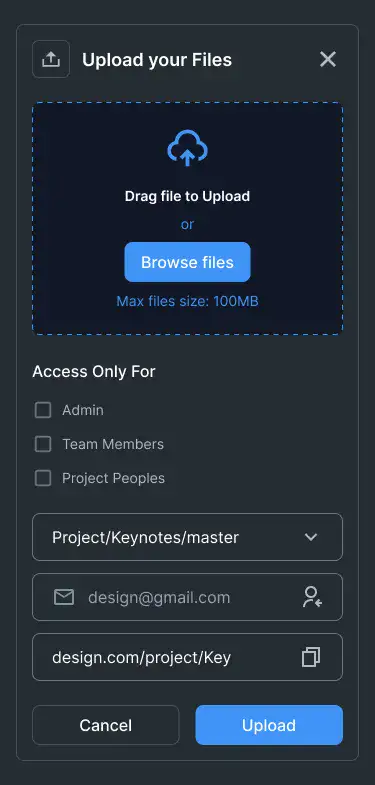 Upload your Files
Drag file to Upload
or
Browse files
Max files size: 100MB
Access Only For
Admin
Team Members
Project Peoples
Project/Keynotes/master
design@gmail.com
design.com/project/Key
Cancel
Upload